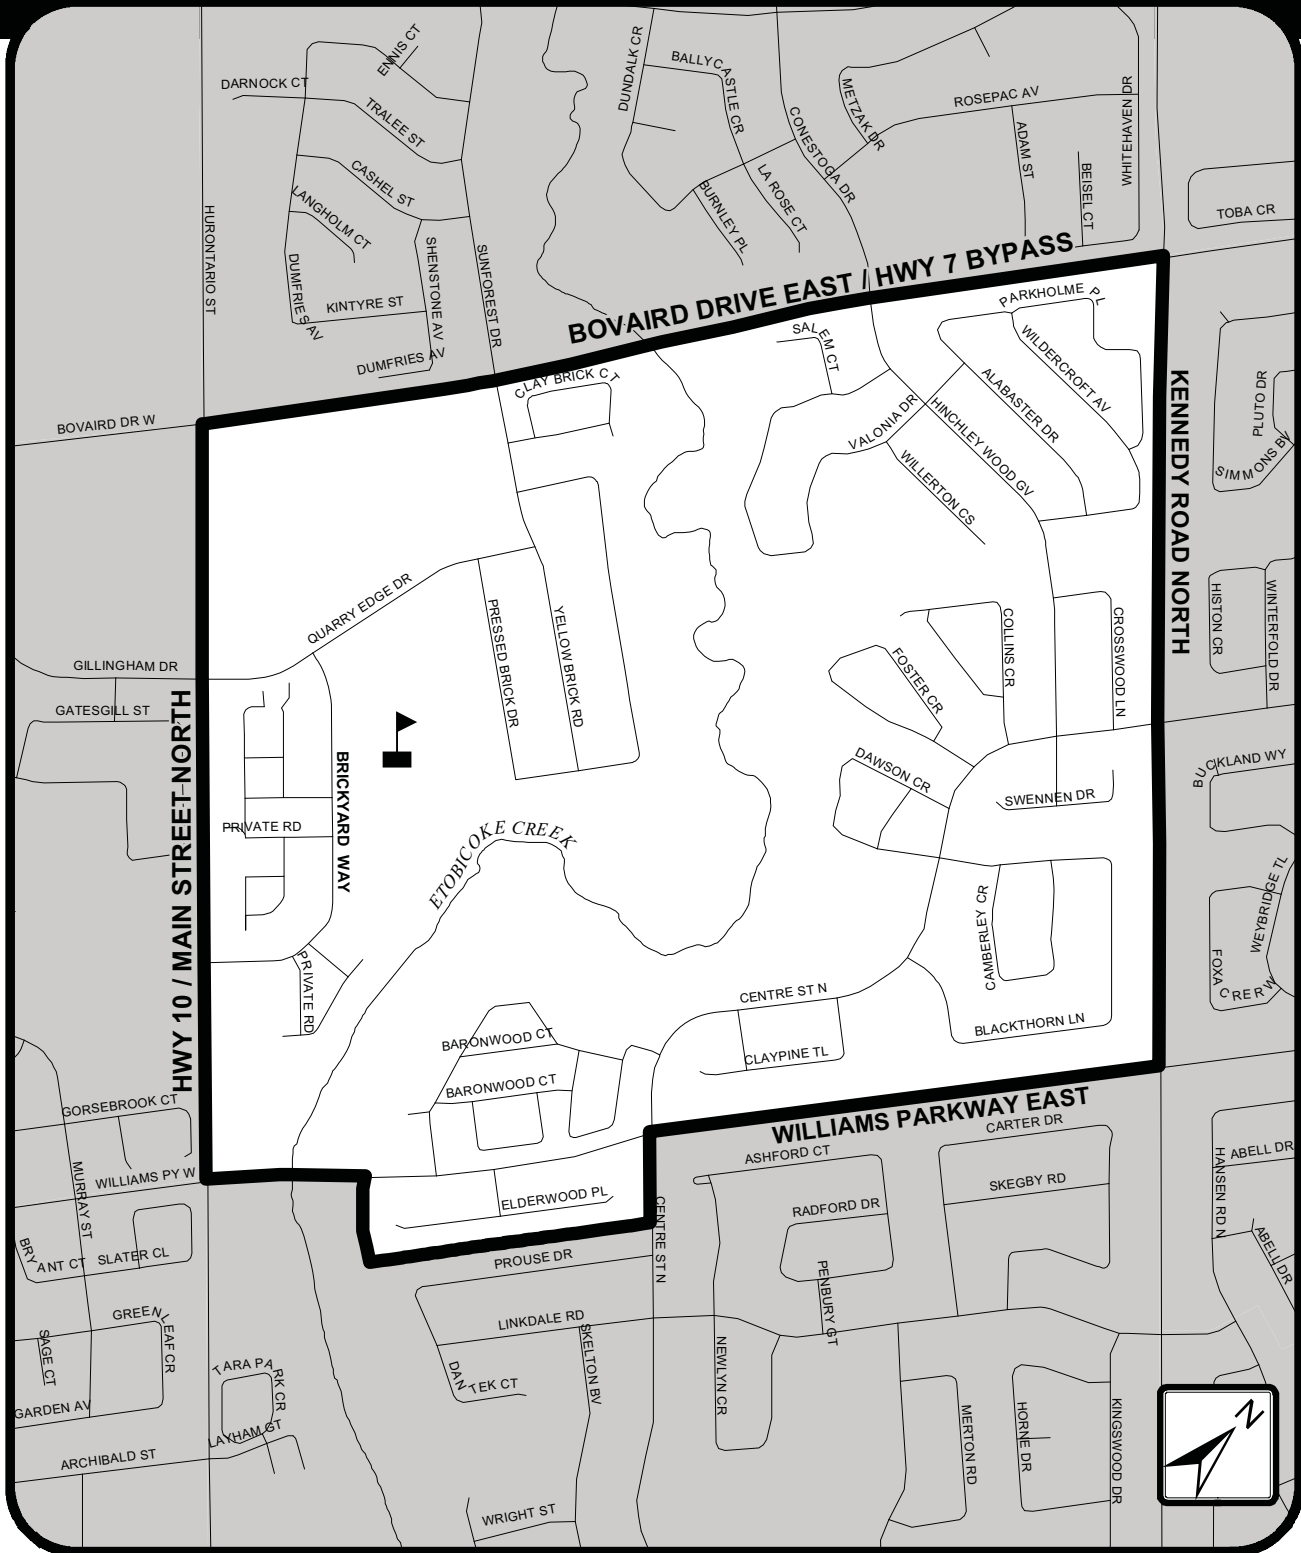 ENNIS CT
DARNOCK CT
TRALEE ST
CASHEL ST
LANGHOLM CT
HURONTARIO ST
DUMFRIES AV
KINTYRE ST
SHENSTONE AV
SUNFOREST DR
DUMFRIES AV
DUNDALK CR
BALLYCASTLE CR
CONESTOGA DR
METZAK DR
ROSEPAC AV
ADAM ST
BEISEL CT
WHITEHAVEN DR
LA ROSE CT
BURNLEY PL
TOBA CR
BOVAIRD DRIVE EAST / HWY 7 BYPASS
BOVAIRD DR W
CLAY BRICK CT
SALEM CT
PARKHOLME PL
WILDERCROFT AV
ALABASTER DR
HINCHLEY WOOD GV
VALONIA DR
WILLERTON CS
KENNEDY ROAD NORTH
PLUTO DR
SIMMONS BV
QUARRY EDGE DR
PRESSED BRICK DR
YELLOW BRICK RD
GILLINGHAM DR
GATESGILL ST
HWY 10 / MAIN STREET NORTH
BRICKYARD WAY
PRIVATE RD
PRIVATE RD
ETOBICOKE CREEK
COLLINS CR
CROSSWOOD LN
FOSTER CR
DAWSON CR
SWENNEN DR
HISTON CR
WINTERFOLD DR
BUCKLAND WY
WEYBRIDGE TL
FOXACRE RW
CAMBERLEY CR
BLACKTHORN LN
CENTRE ST N
CLAYPINE TL
BARONWOOD CT
BARONWOOD CT
ELDERWOOD PL
WILLIAMS PARKWAY EAST
GORSEBROOK CT
WILLIAMS PY W
MURRAY ST
BRYANT CT
SLATER CL
GREENLEAF CR
SAGE CT
GARDEN AV
ARCHIBALD ST
TARA PARK CR
LAYHAM GT
PROUSE DR
LINKDALE RD
DANTEK CT
SKELTON BV
WRIGHT ST
CENTRE ST N
ASHFORD CT
RADFORD DR
PENBURY GT
NEWLYN CR
CARTER DR
SKEGBY RD
MERTON RD
HORNE DR
KINGSWOOD DR
HANSEN RD N
ABELL DR
ABELL DR
N